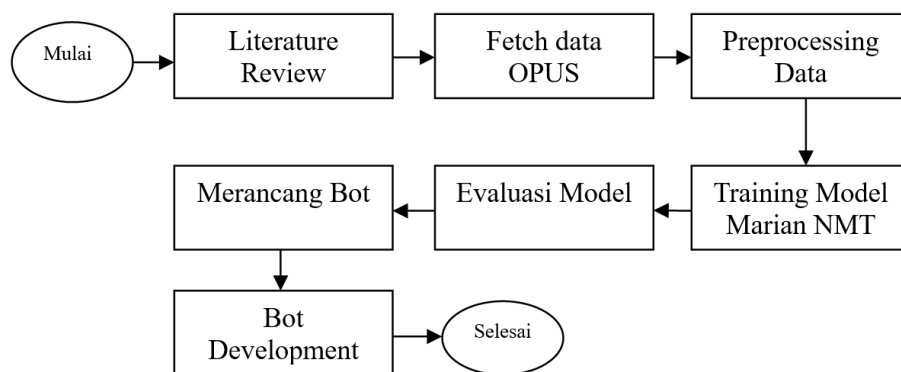 Mulai
Literature
Review
Fetch data
OPUS
Preprocessing
Data
Training Model
Marian NMT
Evaluasi Model
Merancang Bot
Bot
Development
Selesai